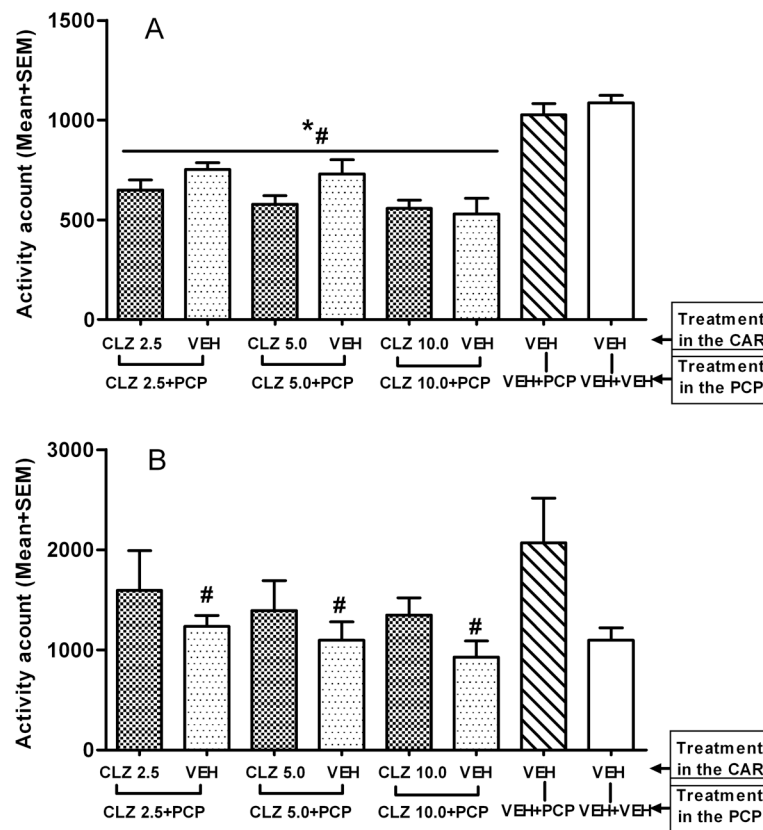 A
Activity acount (Mean+SEM)
1500
1000
500
0
*#
CLZ 2.5 VEH CLZ 5.0 VEH CLZ 10.0 VEH VEH VEH
CLZ 2.5+PCP CLZ 5.0+PCP CLZ 10.0+PCP VEH+PCP VEH+VEH
Treatment
in the CAR
Treatment
in the PCP
B
Activity acount (Mean+SEM)
3000
2000
1000
0
# # #
CLZ 2.5 VEH CLZ 5.0 VEH CLZ 10.0 VEH VEH VEH
CLZ 2.5+PCP CLZ 5.0+PCP CLZ 10.0+PCP VEH+PCP VEH+VEH
Treatment
in the CAR
Treatment
in the PCP